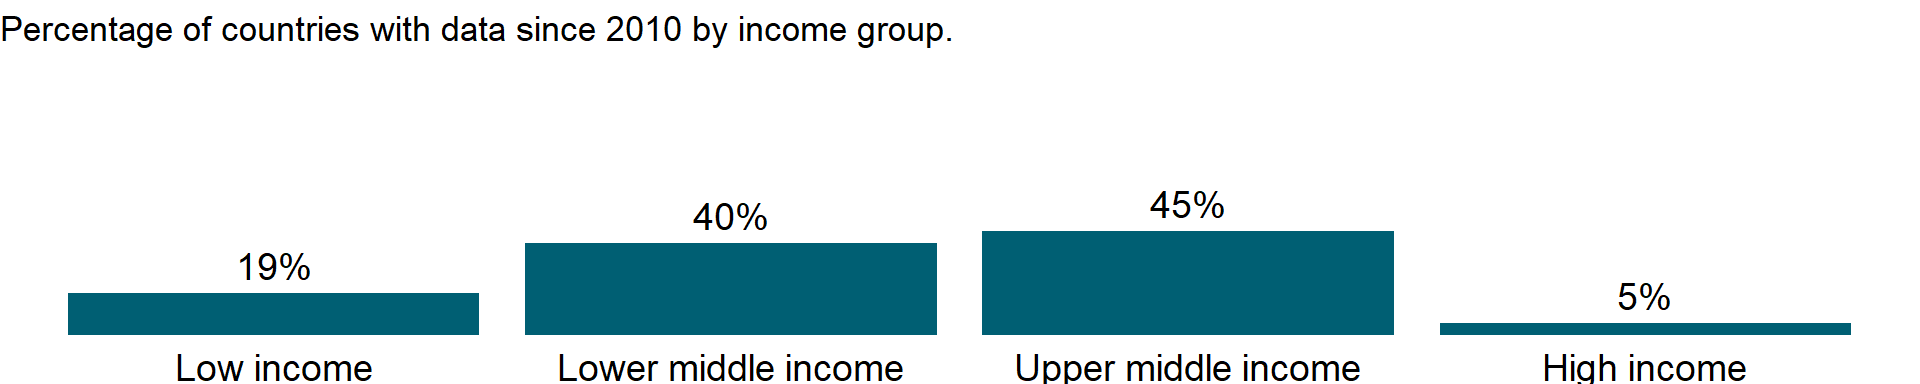 Percentage of countries with data since 2010 by income group.
19%
40%
45%
5%
Low income
Lower middle income
Upper middle income
High income